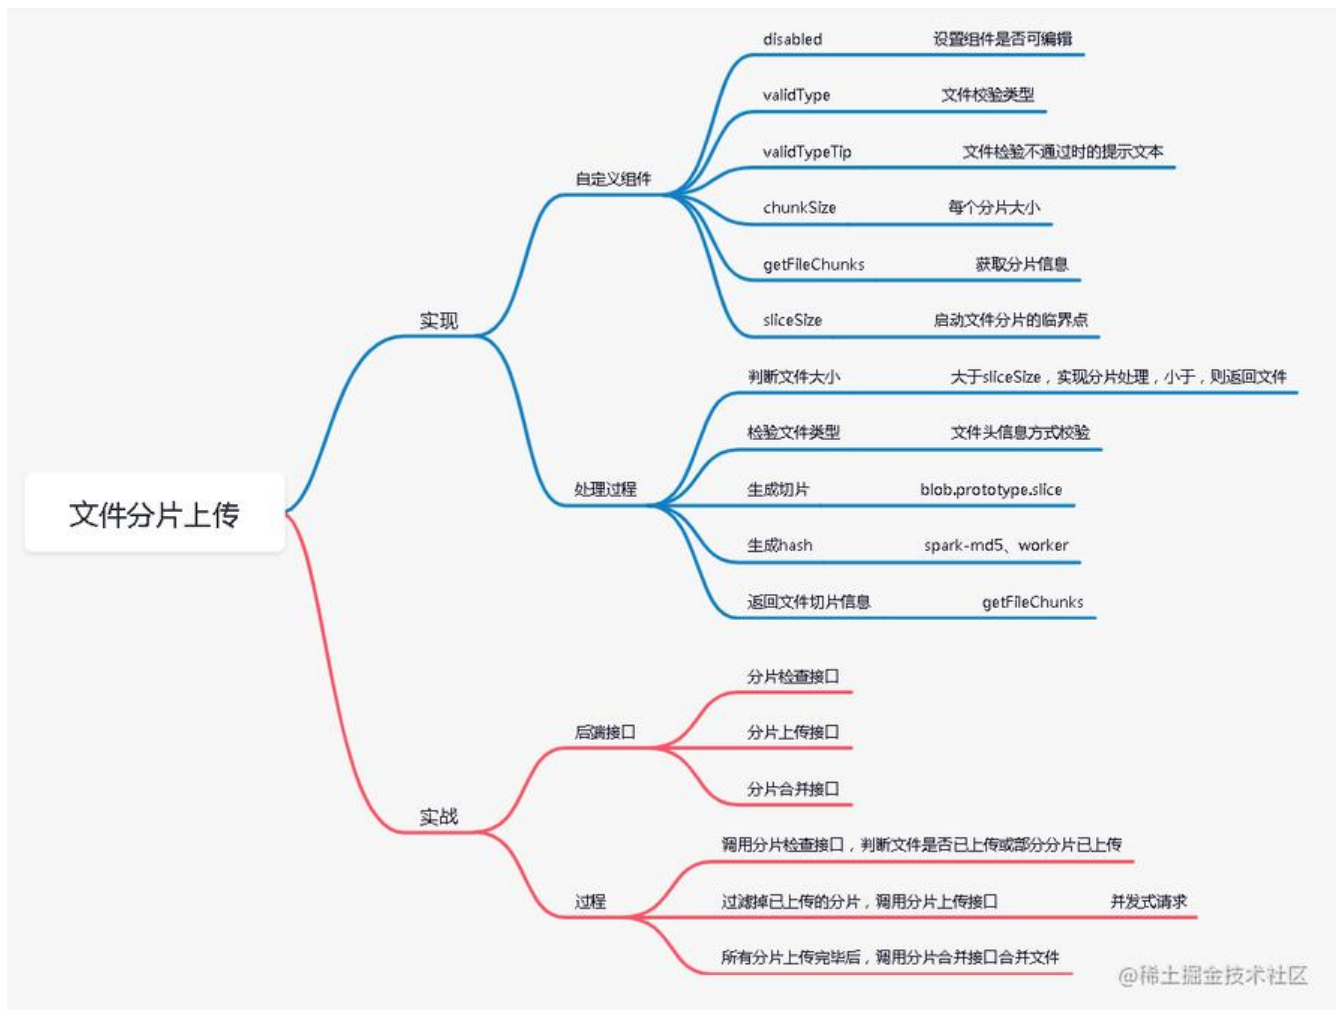 文件分片上传
实现
自定义组件
disabled 设置组件是否可编辑
validType 文件校验类型
validTypeTip 文件检验不通过时的提示文本
chunkSize 每个分片大小
getFileChunks 获取分片信息
sliceSize 启动文件分片的临界点
处理过程
判断文件大小 大于sliceSize，实现分片处理，小于，则返回文件
检验文件类型 文件头信息方式校验
生成切片 blob.prototype.slice
生成hash spark-md5、worker
返回文件切片信息 getFileChunks
实战
后端接口
分片检查接口
分片上传接口
分片合并接口
过程
调用分片检查接口，判断文件是否已上传或部分分片已上传
过滤掉已上传的分片，调用分片上传接口 并发式请求
所有分片上传完毕后，调用分片合并接口合并文件
@稀土掘金技术社区